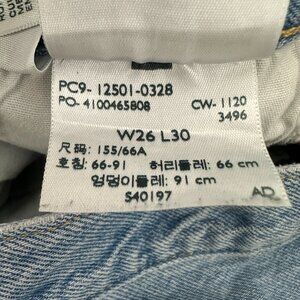 PC9- 12501-0328
PO- 4100465808 CW- 1120
3496
W26 L30
尺码: 155/66A
호칭: 66-91 허리둘레: 66 cm
엉덩이둘레: 91 cm
S40197 AD